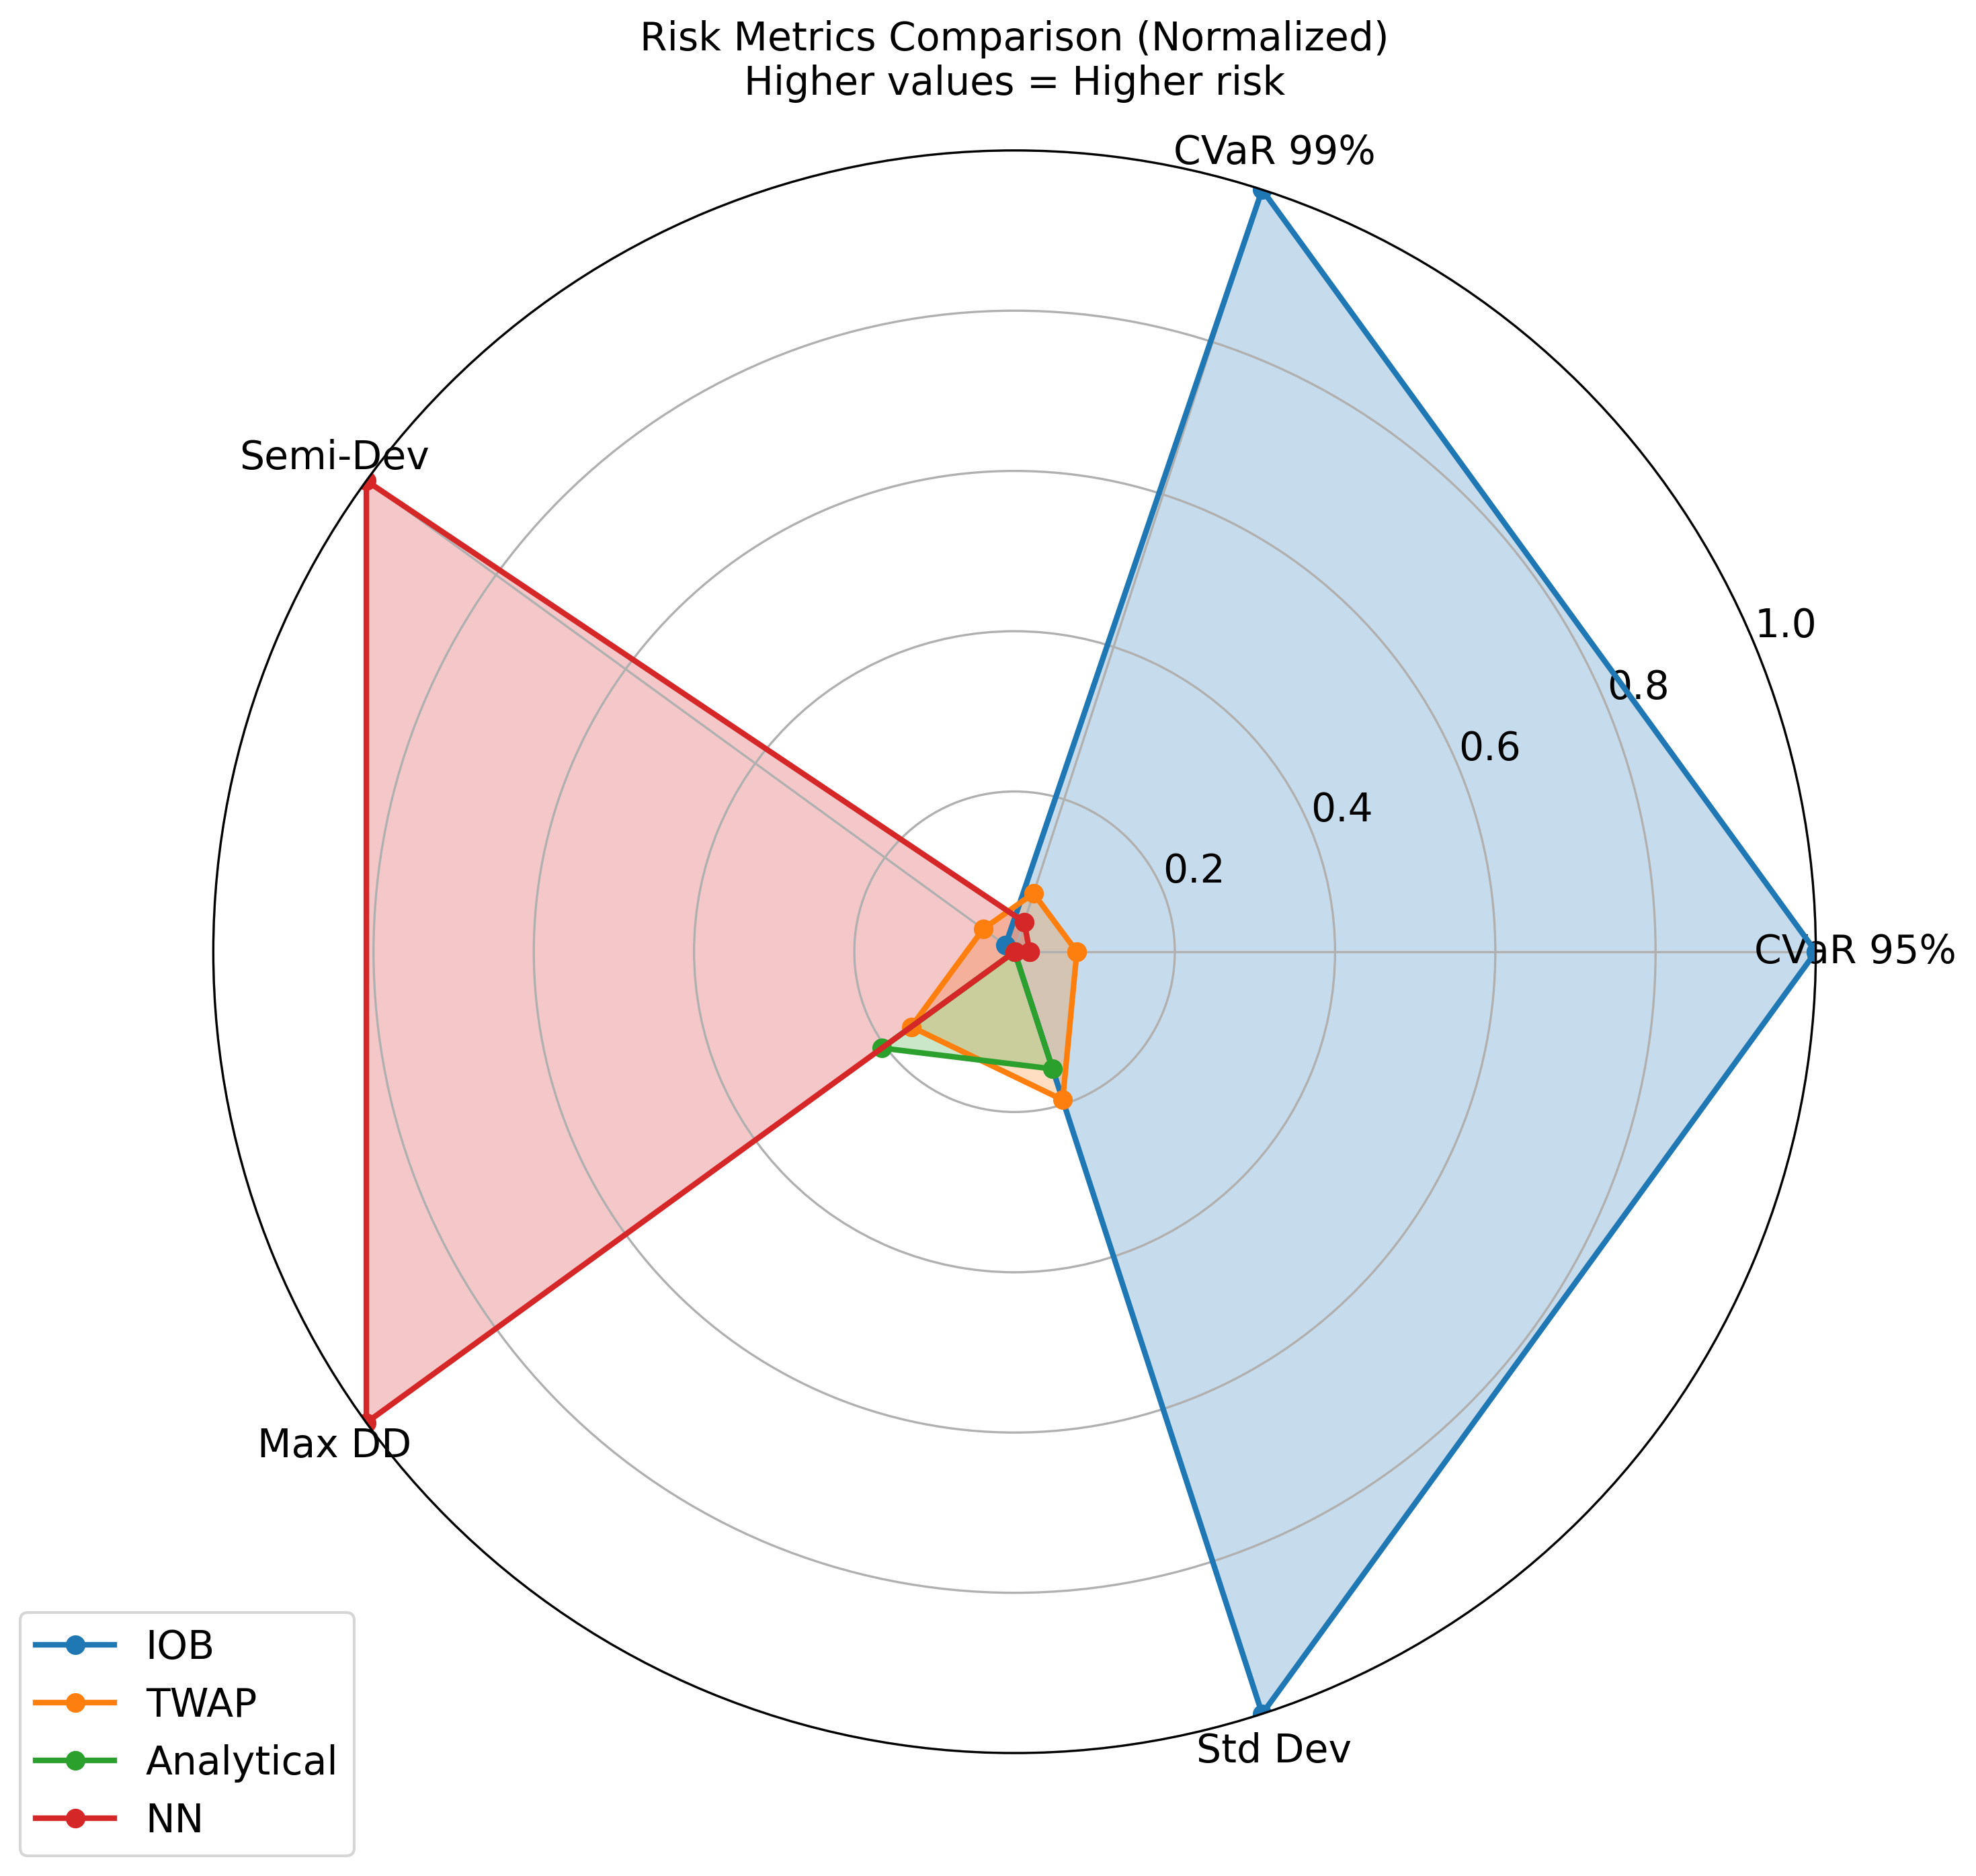 Risk Metrics Comparison (Normalized)
Higher values = Higher risk
CVaR 99%
Semi-Dev
1.0
0.8
0.6
0.4
0.2
CVaR 95%
Max DD
Std Dev
IOB
TWAP
Analytical
NN